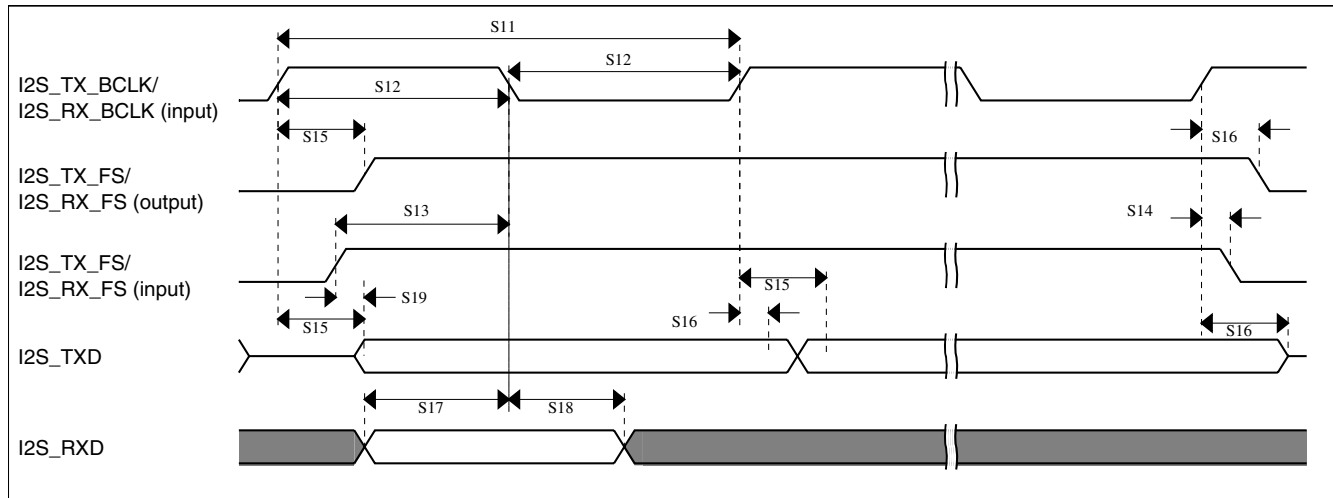 S11
I2S_TX_BCLK/
I2S_RX_BCLK (input)
S12
S12
S15
S16
I2S_TX_FS/
I2S_RX_FS (output)
S13
S14
I2S_TX_FS/
I2S_RX_FS (input)
S15
S19
S15
S16
S16
I2S_TXD
S17
S18
I2S_RXD